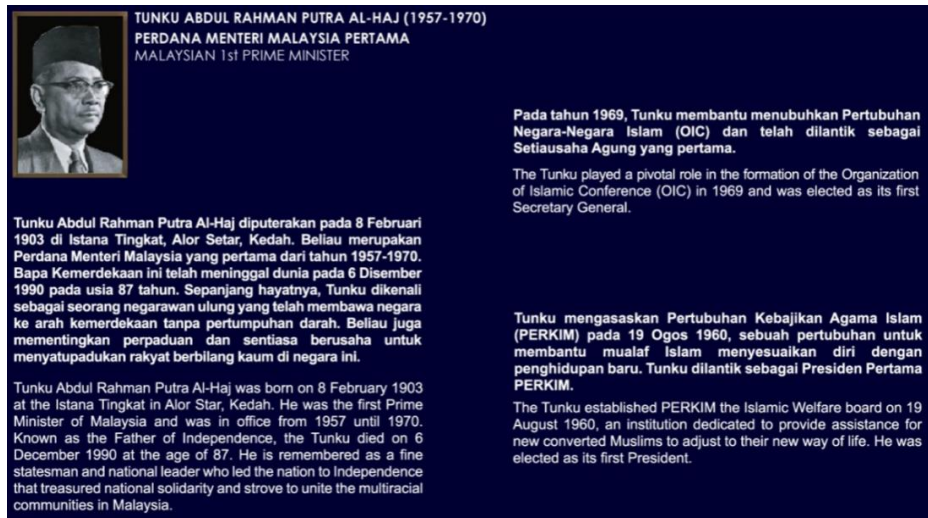 TUNKU ABDUL RAHMAN PUTRA AL-HAJ (1957-1970)
PERDANA MENTERI MALAYSIA PERTAMA
MALAYSIAN 1st PRIME MINISTER
Tunku Abdul Rahman Putra Al-Haj diputerakan pada 8 Februari
1903 di Istana Tingkat, Alor Setar, Kedah. Beliau merupakan
Perdana Menteri Malaysia yang pertama dari tahun 1957-1970.
Bapa Kemerdekaan ini telah meninggal dunia pada 6 Disember
1990 pada usia 87 tahun. Sepanjang hayatnya, Tunku dikenali
sebagai seorang negarawan ulung yang telah membawa negara
ke arah kemerdekaan tanpa pertumpuhan darah. Beliau juga
mementingkan perpaduan dan sentiasa berusaha untuk
menyatupadukan rakyat berbilang kaum di negara ini.
Tunku Abdul Rahman Putra Al-Haj was born on 8 February 1903
at the Istana Tingkat in Alor Star, Kedah. He was the first Prime
Minister of Malaysia and was in office from 1957 until 1970.
Known as the Father of Independence, the Tunku died on 6
December 1990 at the age of 87. He is remembered as a fine
statesman and national leader who led the nation to Independence
that treasured national solidarity and strove to unite the multiracial
communities in Malaysia.
Pada tahun 1969, Tunku membantu menubuhkan Pertubuhan
Negara-Negara Islam (OIC) dan telah dilantik sebagai
Setiausaha Agung yang pertama.
The Tunku played a pivotal role in the formation of the Organization
of Islamic Conference (OIC) in 1969 and was elected as its first
Secretary General.
Tunku mengasaskan Pertubuhan Kebajikan Agama Islam
(PERKIM) pada 19 Ogos 1960, sebuah pertubuhan untuk
membantu mualaf Islam menyesuaikan diri dengan
penghidupan baru. Tunku dilantik sebagai Presiden Pertama
PERKIM.
The Tunku established PERKIM the Islamic Welfare board on 19
August 1960, an institution dedicated to provide assistance for
new converted Muslims to adjust to their new way of life. He was
elected as its first President.